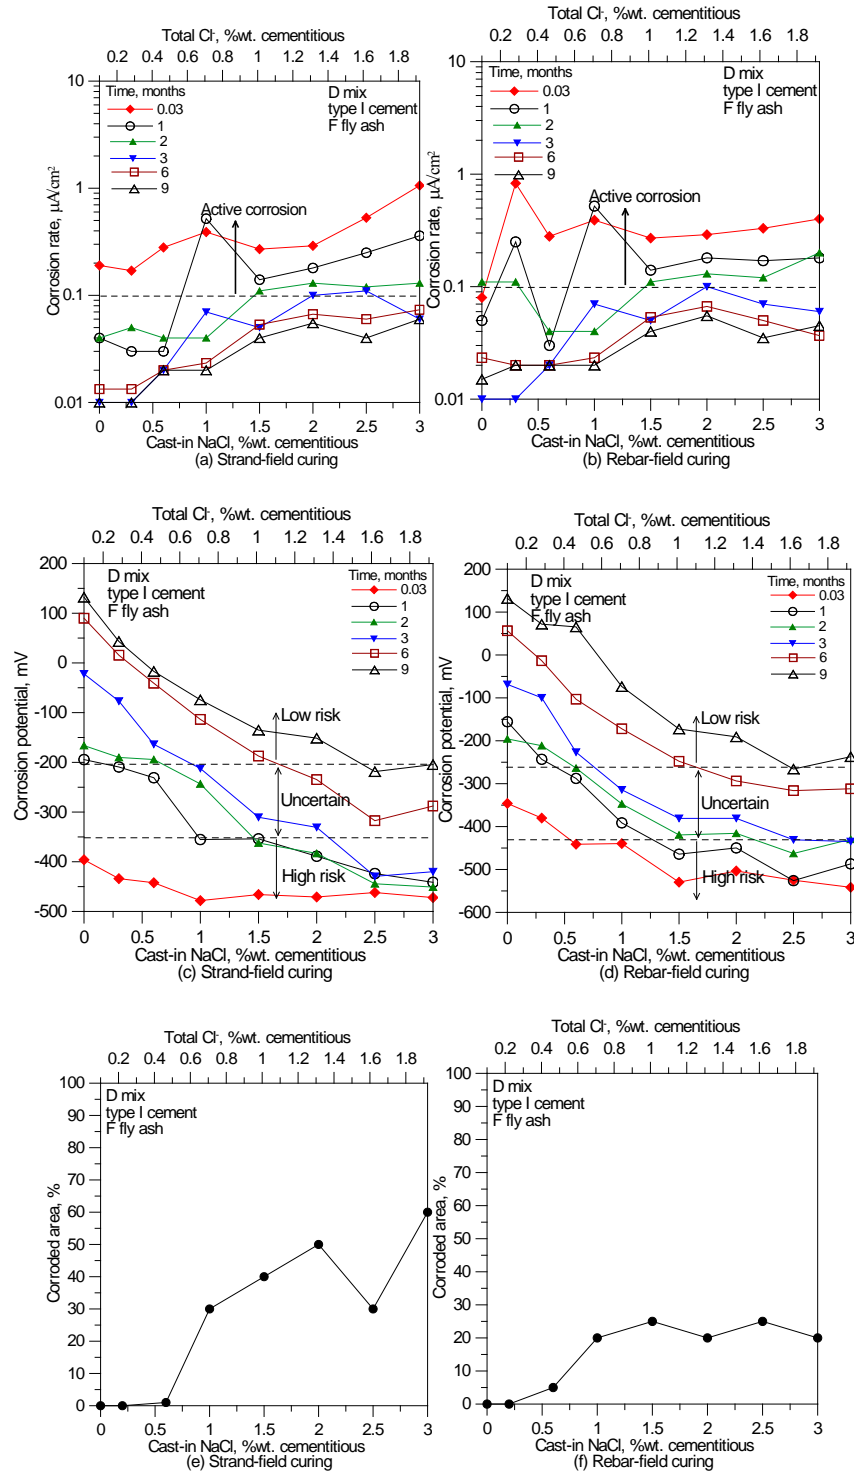 Total Cl-, %wt. cementitious
0.2 0.4 0.6 0.8 1 1.2 1.4 1.6 1.8
10
1
0.1
0.01
Corrosion rate, µA/cm²
Time, months
0.03
1
2
3
6
9
D mix
type I cement
F fly ash
Active corrosion
0 0.5 1 1.5 2 2.5 3
Cast-in NaCl, %wt. cementitious
(a) Strand-field curing
Total Cl-, %wt. cementitious
0.2 0.4 0.6 0.8 1 1.2 1.4 1.6 1.8
10
1
0.1
0.01
Corrosion rate, µA/cm²
Time, months
0.03
1
2
3
6
9
D mix
type I cement
F fly ash
Active corrosion
0 0.5 1 1.5 2 2.5 3
Cast-in NaCl, %wt. cementitious
(b) Rebar-field curing
Total Cl-, %wt. cementitious
0.2 0.4 0.6 0.8 1 1.2 1.4 1.6 1.8
200
100
0
-100
-200
-300
-400
-500
Corrosion potential, mV
D mix
type I cement
F fly ash
Time, months
0.03
1
2
3
6
9
Low risk
Uncertain
High risk
0 0.5 1 1.5 2 2.5 3
Cast-in NaCl, %wt. cementitious
(c) Strand-field curing
Total Cl-, %wt. cementitious
0.2 0.4 0.6 0.8 1 1.2 1.4 1.6 1.8
200
100
0
-100
-200
-300
-400
-500
-600
Corrosion potential, mV
D mix
type I cement
F fly ash
Time, months
0.03
1
2
3
6
9
Low risk
Uncertain
High risk
0 0.5 1 1.5 2 2.5 3
Cast-in NaCl, %wt. cementitious
(d) Rebar-field curing
Total Cl-, %wt. cementitious
0.2 0.4 0.6 0.8 1 1.2 1.4 1.6 1.8
100
90
80
70
60
50
40
30
20
10
0
Corroded area, %
D mix
type I cement
F fly ash
0 0.5 1 1.5 2 2.5 3
Cast-in NaCl, %wt. cementitious
(e) Strand-field curing
Total Cl-, %wt. cementitious
0.2 0.4 0.6 0.8 1 1.2 1.4 1.6 1.8
100
90
80
70
60
50
40
30
20
10
0
Corroded area, %
D mix
type I cement
F fly ash
0 0.5 1 1.5 2 2.5 3
Cast-in NaCl, %wt. cementitious
(f) Rebar-field curing